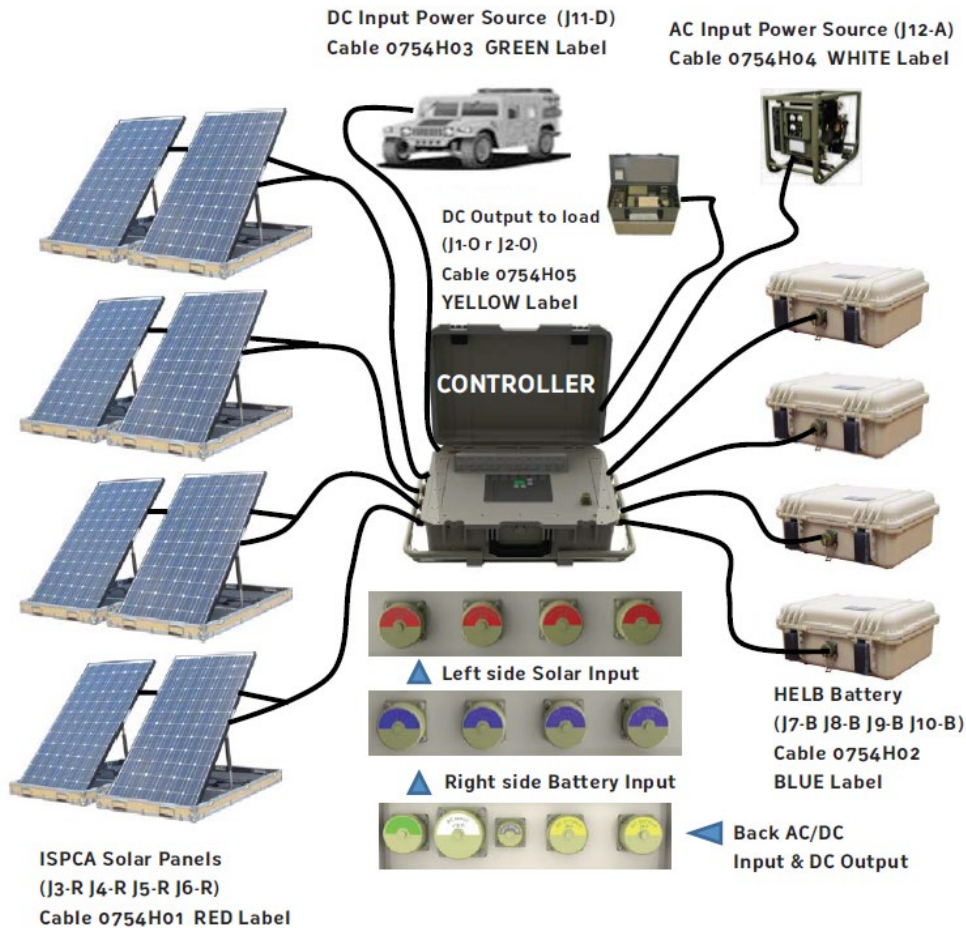 DC Input Power Source (J11-D)
Cable 0754H03 GREEN Label
AC Input Power Source (J12-A)
Cable 0754H04 WHITE Label
DC Output to load
(J1-O r J2-O)
Cable 0754H05
YELLOW Label
CONTROLLER
Left side Solar Input
Right side Battery Input
Back AC/DC
Input & DC Output
HELB Battery
(J7-B J8-B J9-B J10-B)
Cable 0754H02
BLUE Label
ISPCA Solar Panels
(J3-R J4-R J5-R J6-R)
Cable 0754H01 RED Label